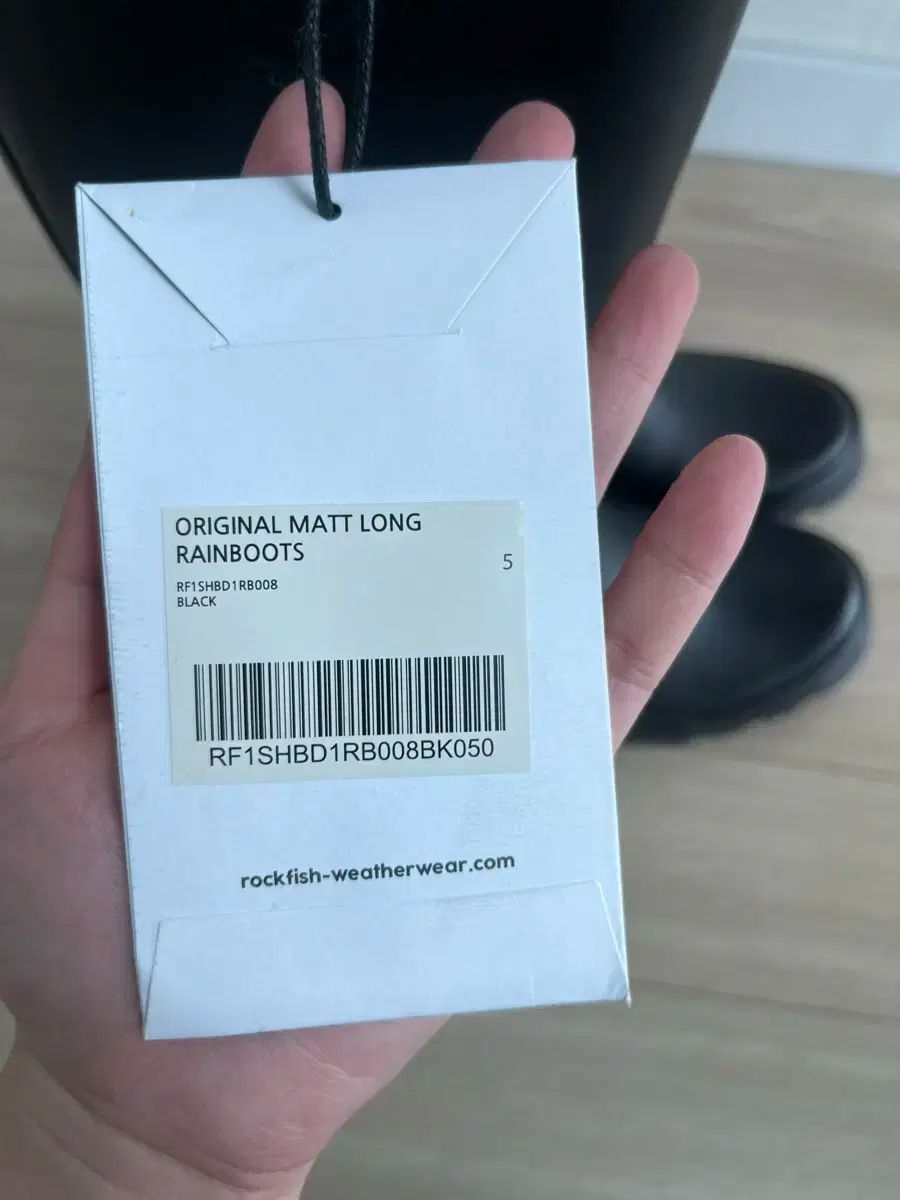 ORIGINAL MATT LONG
RAINBOOTS
5
RF1SHBD1RB008
BLACK
RF1SHBD1RB008BK050
rockfish-weatherwear.com